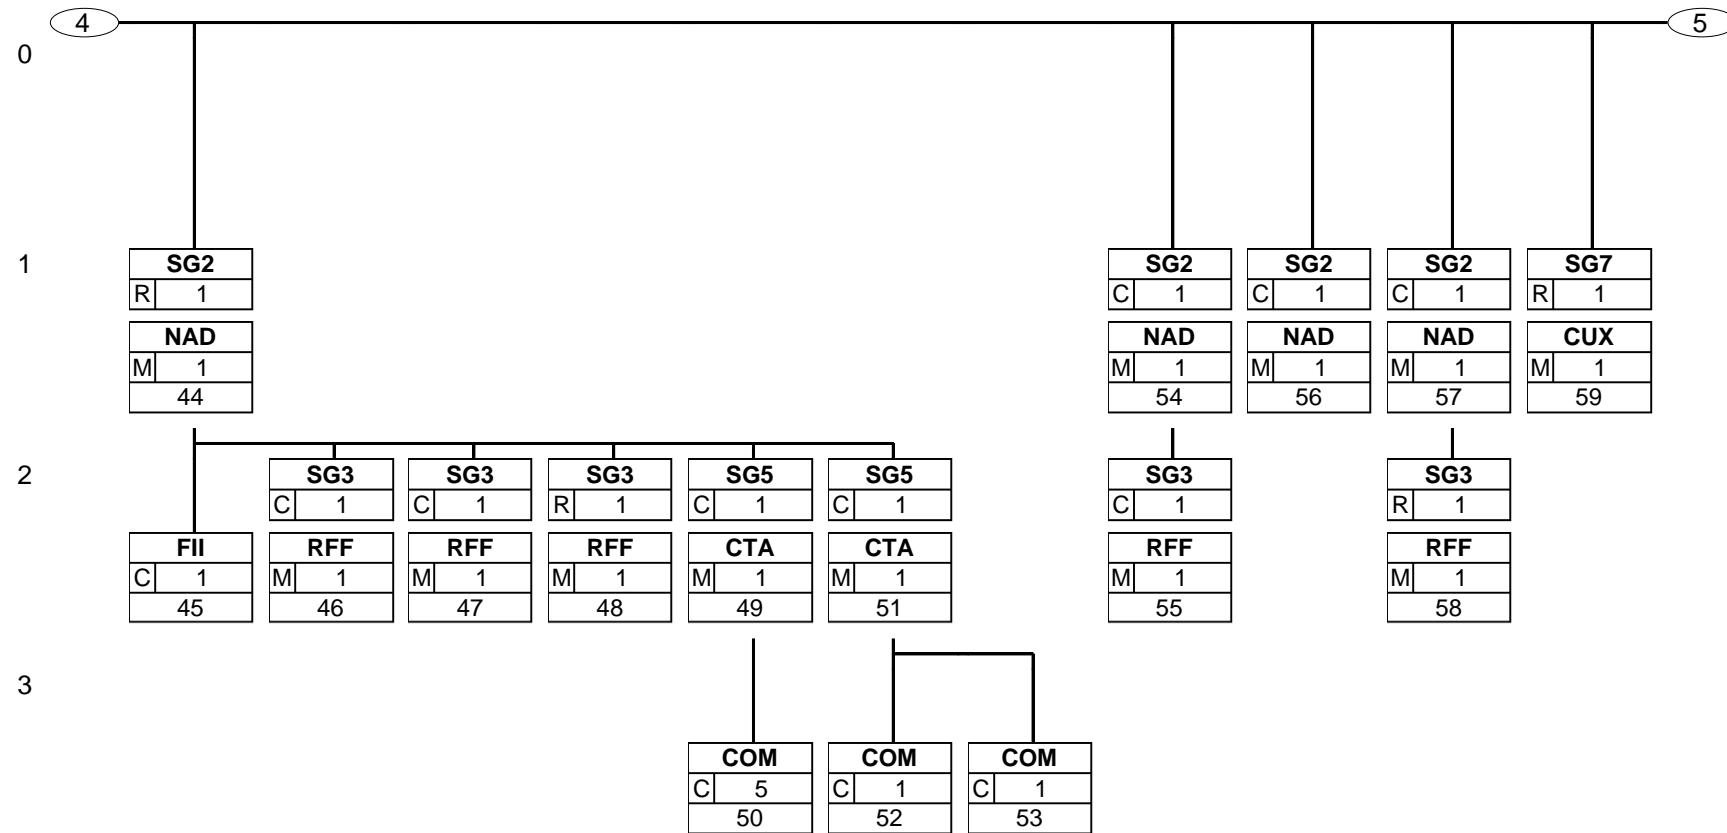 4 5
0
1
SG2 SG2 SG2 SG2 SG7
R 1 C 1 C 1 C 1 R 1
NAD NAD NAD NAD CUX
M 1 M 1 M 1 M 1 M 1
44 54 56 57 59
2
SG3 SG3 SG3 SG5 SG5 SG3 SG3
C 1 C 1 R 1 C 1 C 1 C 1 R 1
FII RFF RFF RFF CTA CTA RFF RFF
C 1 M 1 M 1 M 1 M 1 M 1 M 1 M 1
45 46 47 48 49 51 55 58
3
COM COM COM
C 5 C 1 C 1
50 52 53